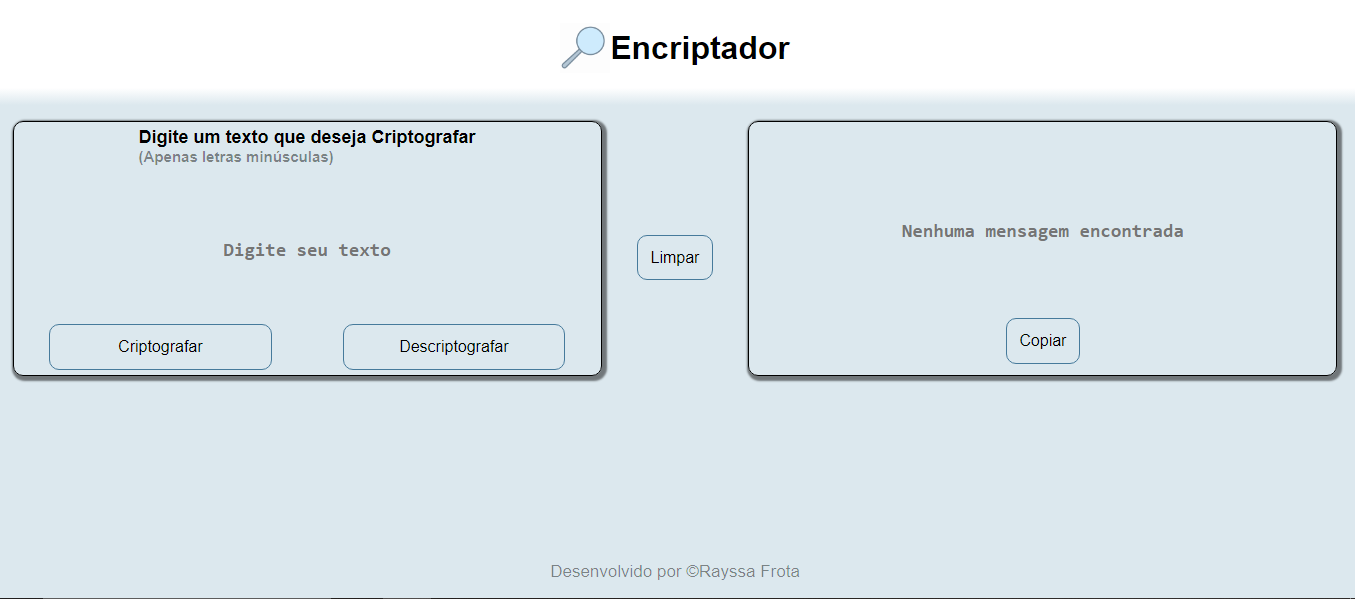 Encriptador
Digite um texto que deseja Criptografar
(Apenas letras minúsculas)
Digite seu texto
Criptografar
Descriptografar
Limpar
Nenhuma mensagem encontrada
Copiar
Desenvolvido por ©Rayssa Frota